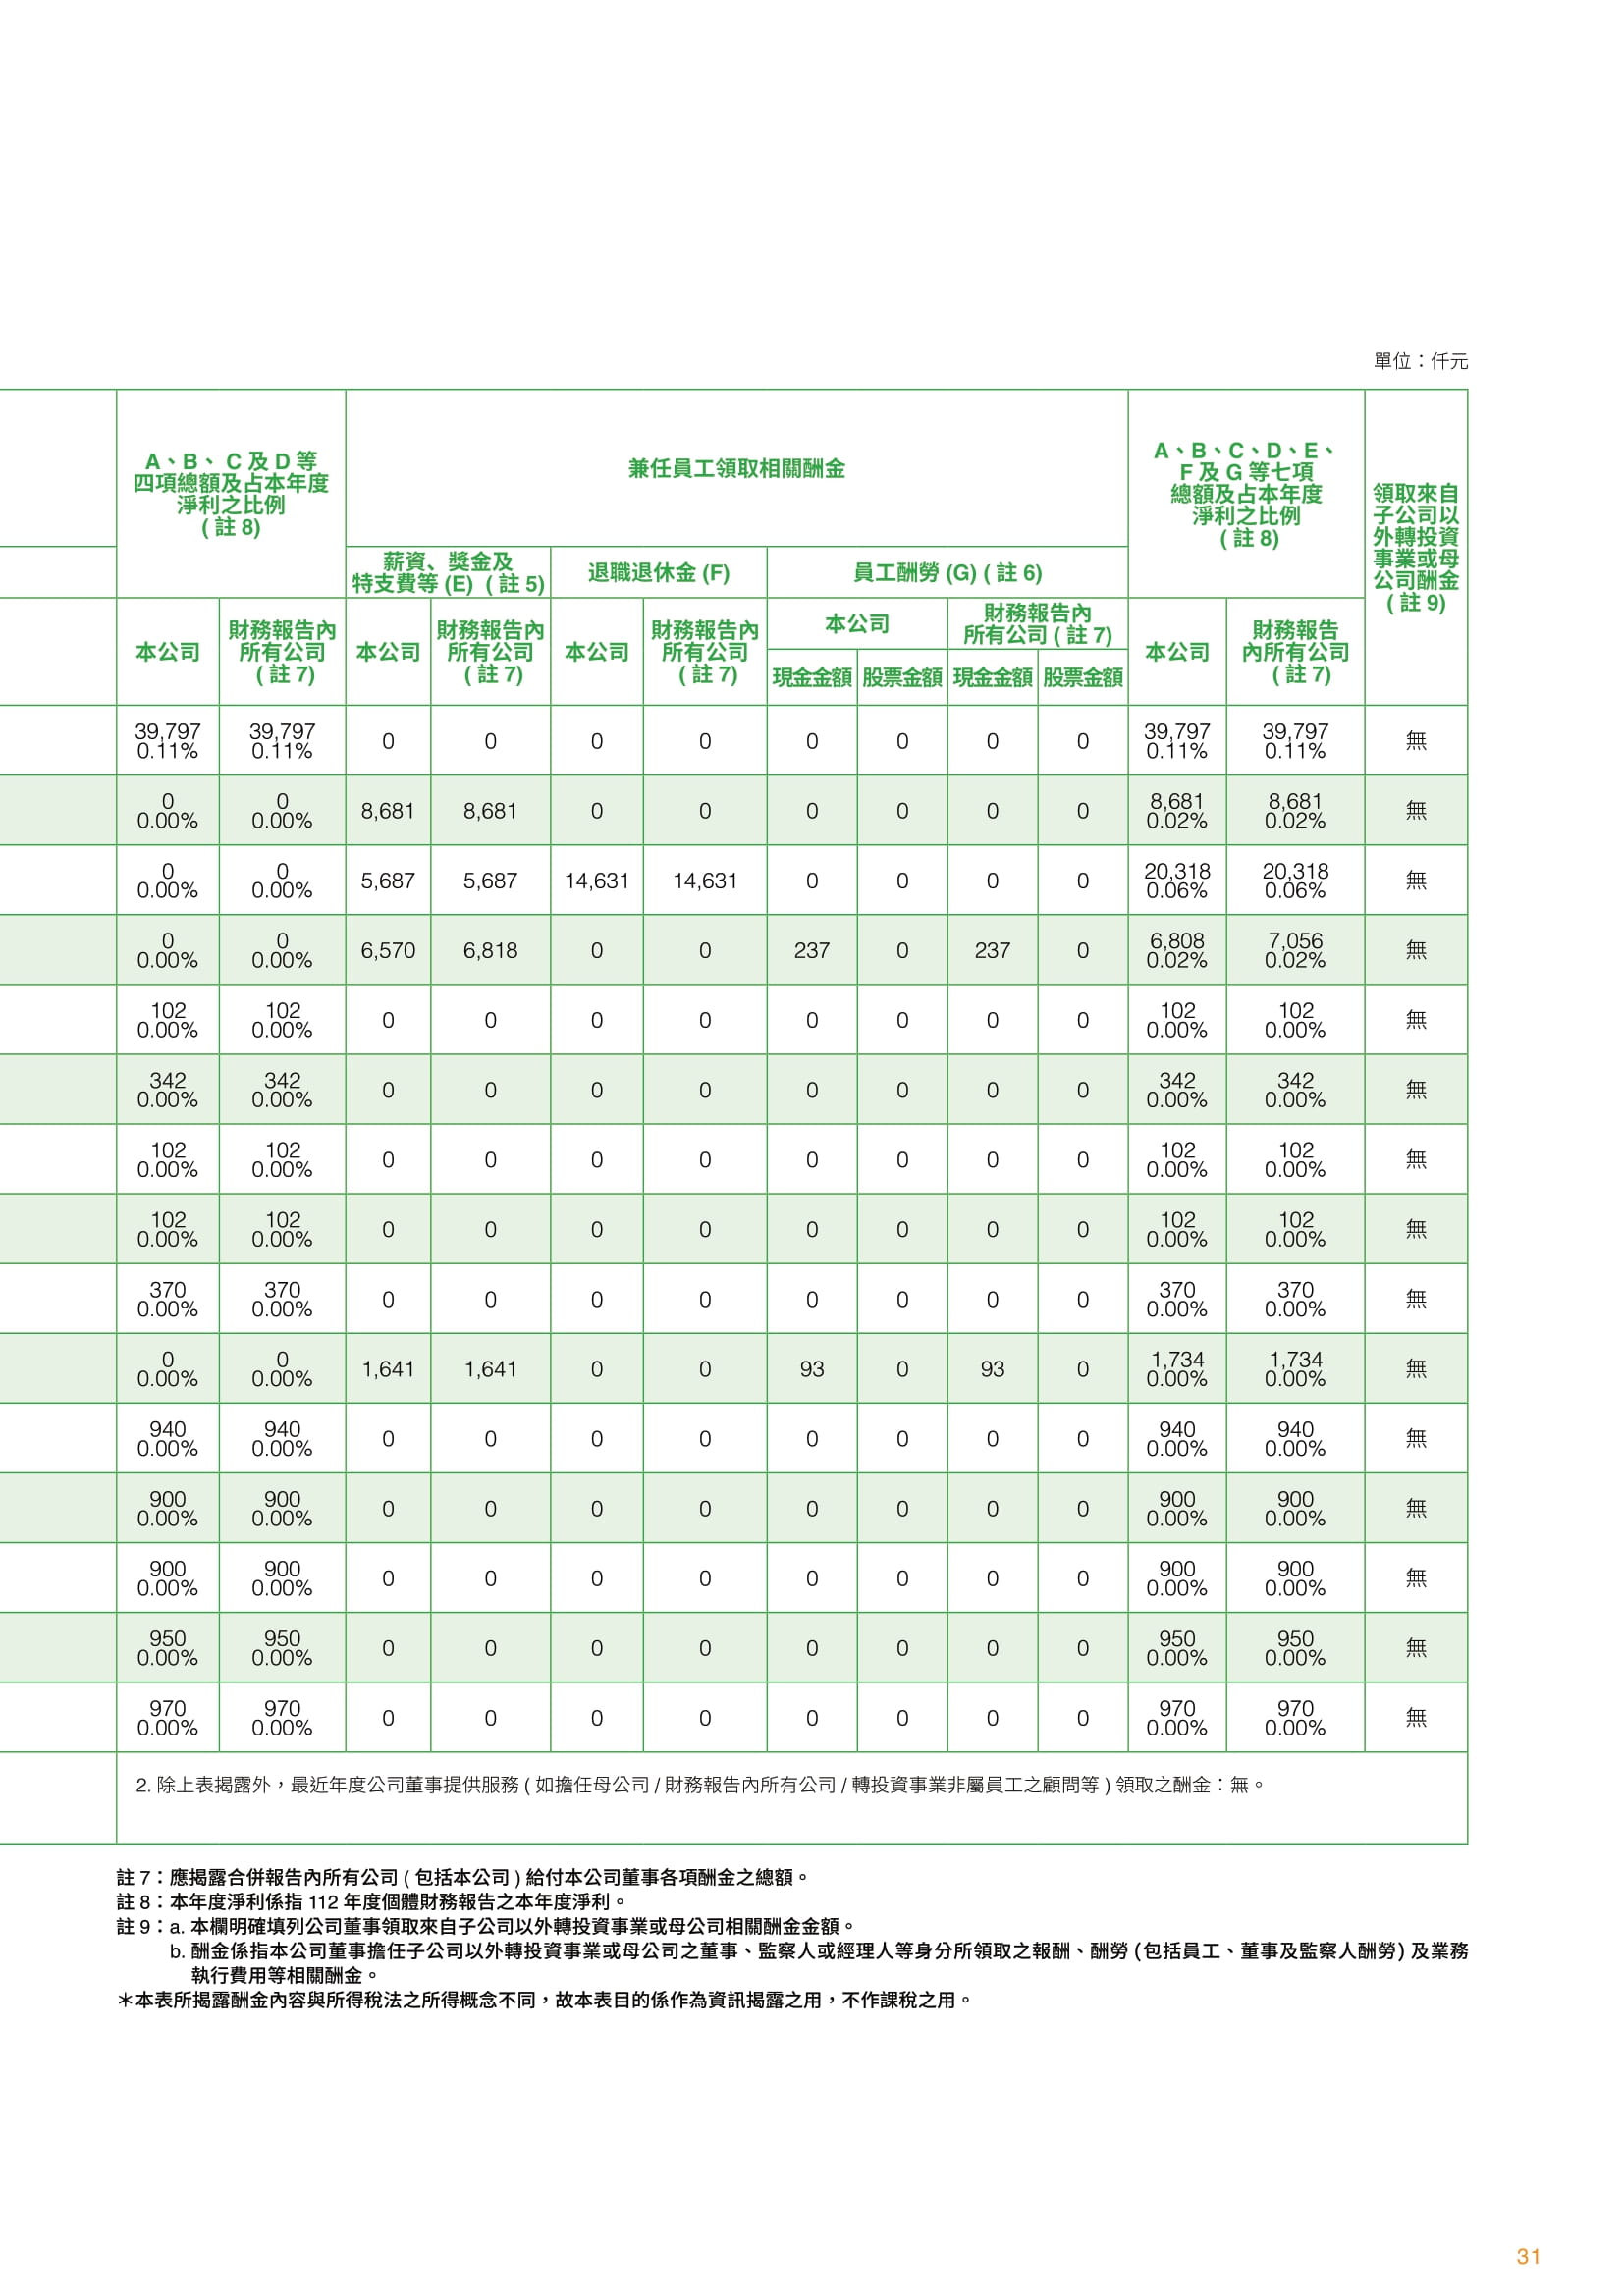 單位：仟元
A、B、 C 及 D 等
四項總額及占本年度
淨利之比例
( 註 8)
兼任員工領取相關酬金
A、B、C、D、E、
F 及 G 等七項
總額及占本年度
淨利之比例
( 註 8)
領取來自
子公司以
外轉投資
事業或母
公司酬金
( 註 9)
薪資、獎金及
特支費等 (E) ( 註 5)
退職退休金 (F)
員工酬勞 (G) ( 註 6)
本公司
財務報告內
所有公司
( 註 7)
本公司
財務報告內
所有公司
( 註 7)
本公司
財務報告內
所有公司
( 註 7)
本公司
財務報告內
所有公司 ( 註 7)
本公司
財務報告
內所有公司
( 註 7)
現金金額 股票金額 現金金額 股票金額
39,797 39,797 0 0 0 0 0 0 0 0 39,797 39,797 無
0.11% 0.11% 0.11% 0.11%
0 0 8,681 8,681 0 0 0 0 0 0 8,681 8,681 無
0.00% 0.00% 0.02% 0.02%
0 0 5,687 5,687 14,631 14,631 0 0 0 0 20,318 20,318 無
0.00% 0.00% 0.06% 0.06%
0 0 6,570 6,818 0 0 237 0 237 0 6,808 7,056 無
0.00% 0.00% 0.02% 0.02%
102 102 0 0 0 0 0 0 0 0 102 102 無
0.00% 0.00% 0.00% 0.00%
342 342 0 0 0 0 0 0 0 0 342 342 無
0.00% 0.00% 0.00% 0.00%
102 102 0 0 0 0 0 0 0 0 102 102 無
0.00% 0.00% 0.00% 0.00%
102 102 0 0 0 0 0 0 0 0 102 102 無
0.00% 0.00% 0.00% 0.00%
370 370 0 0 0 0 0 0 0 0 370 370 無
0.00% 0.00% 0.00% 0.00%
0 0 1,641 1,641 0 0 93 0 93 0 1,734 1,734 無
0.00% 0.00% 0.00% 0.00%
940 940 0 0 0 0 0 0 0 0 940 940 無
0.00% 0.00% 0.00% 0.00%
900 900 0 0 0 0 0 0 0 0 900 900 無
0.00% 0.00% 0.00% 0.00%
900 900 0 0 0 0 0 0 0 0 900 900 無
0.00% 0.00% 0.00% 0.00%
950 950 0 0 0 0 0 0 0 0 950 950 無
0.00% 0.00% 0.00% 0.00%
970 970 0 0 0 0 0 0 0 0 970 970 無
0.00% 0.00% 0.00% 0.00%
2. 除上表揭露外，最近年度公司董事提供服務 ( 如擔任母公司 / 財務報告內所有公司 / 轉投資事業非屬員工之顧問等 ) 領取之酬金：無。
註 7：應揭露合併報告內所有公司 ( 包括本公司 ) 給付本公司董事各項酬金之總額。
註 8：本年度淨利係指 112 年度個體財務報告之本年度淨利。
註 9：a. 本欄明確填列公司董事領取來自子公司以外轉投資事業或母公司相關酬金金額。
b. 酬金係指本公司董事擔任子公司以外轉投資事業或母公司之董事、監察人或經理人等身分所領取之報酬、酬勞 (包括員工、董事及監察人酬勞) 及業務
執行費用等相關酬金。
＊本表所揭露酬金內容與所得稅法之所得概念不同，故本表目的係作為資訊揭露之用，不作課稅之用。
31